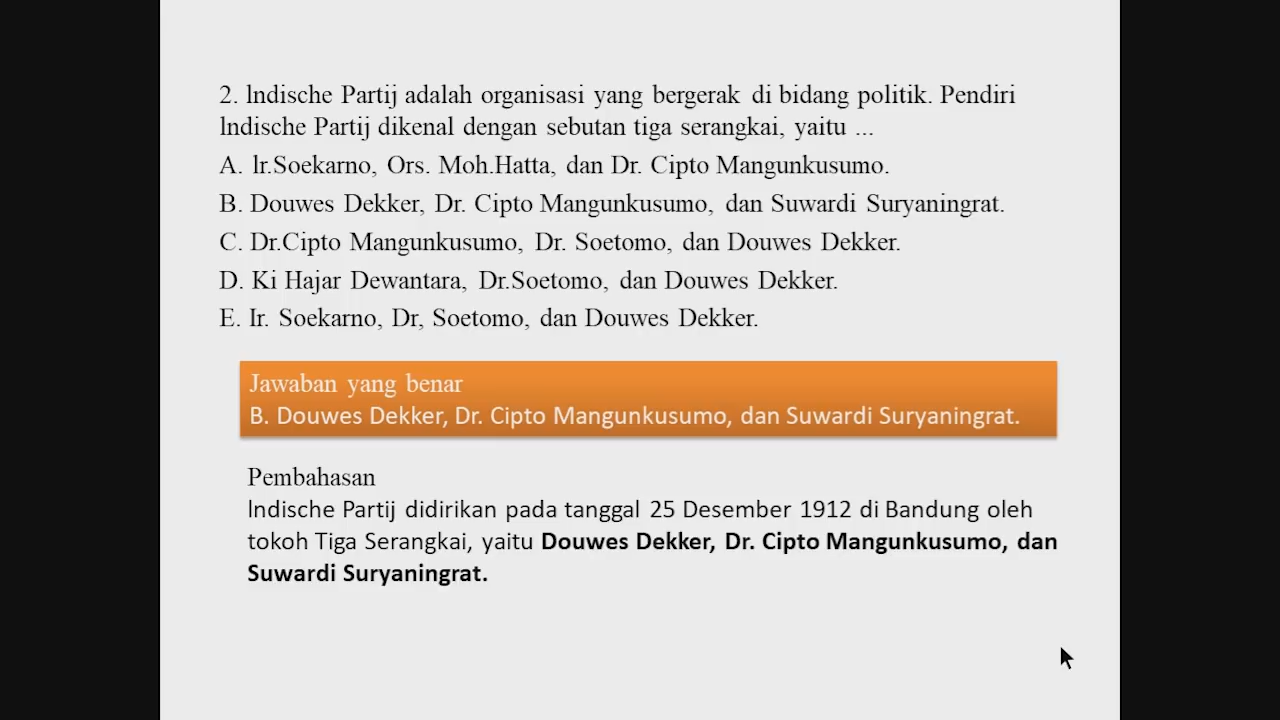 2. lndische Partij adalah organisasi yang bergerak di bidang politik. Pendiri
lndische Partij dikenal dengan sebutan tiga serangkai, yaitu ...
A. lr.Soekarno, Ors. Moh.Hatta, dan Dr. Cipto Mangunkusumo.
B. Douwes Dekker, Dr. Cipto Mangunkusumo, dan Suwardi Suryaningrat.
C. Dr.Cipto Mangunkusumo, Dr. Soetomo, dan Douwes Dekker.
D. Ki Hajar Dewantara, Dr.Soetomo, dan Douwes Dekker.
E. Ir. Soekarno, Dr, Soetomo, dan Douwes Dekker.
Jawaban yang benar
B. Douwes Dekker, Dr. Cipto Mangunkusumo, dan Suwardi Suryaningrat.
Pembahasan
lndische Partij didirikan pada tanggal 25 Desember 1912 di Bandung oleh
tokoh Tiga Serangkai, yaitu Douwes Dekker, Dr. Cipto Mangunkusumo, dan
Suwardi Suryaningrat.